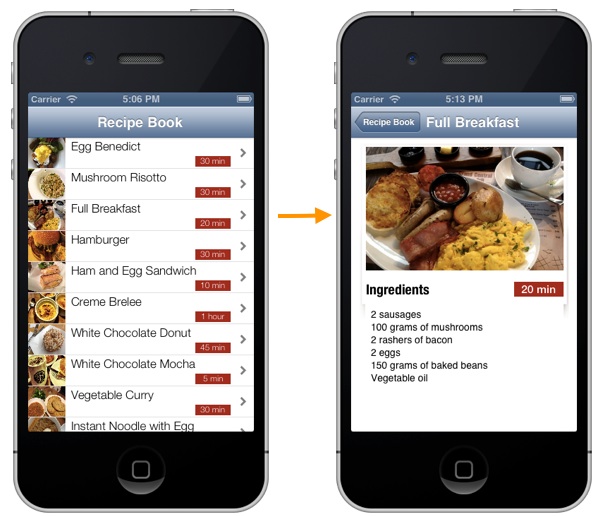 Carrier 5:06 PM
Recipe Book
Egg Benedict
30 min
Mushroom Risotto
30 min
Full Breakfast
20 min
Hamburger
30 min
Ham and Egg Sandwich
10 min
Creme Brelee
1 hour
White Chocolate Donut
45 min
White Chocolate Mocha
5 min
Vegetable Curry
30 min
Instant Noodle with Egg
Carrier 5:13 PM
Recipe Book Full Breakfast
Ingredients 20 min
2 sausages
100 grams of mushrooms
2 rashers of bacon
2 eggs
150 grams of baked beans
Vegetable oil